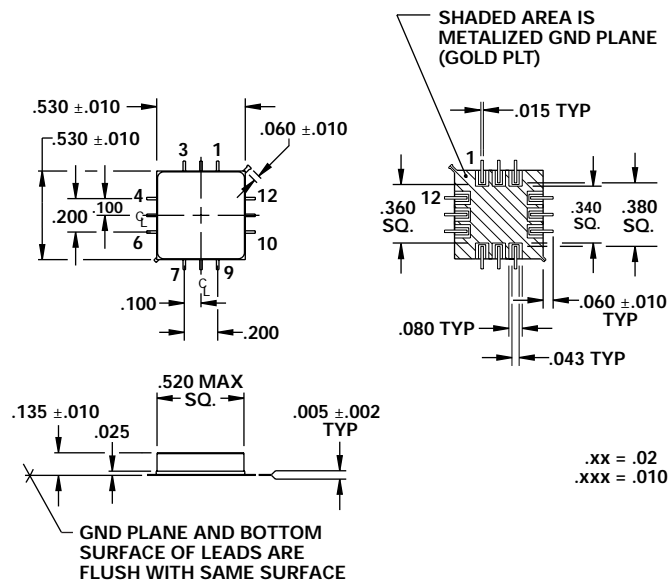 SHADED AREA IS
METALIZED GND PLANE
(GOLD PLT)
.530 ±.010
.530 ±.010
.060 ±.010
3 1
4
12
.200
.100
C
L
6
10
7
9
C
L
.100
.200
.015 TYP
1
12
.360
SQ.
.340
SQ.
.380
SQ.
.060 ±.010
TYP
.080 TYP
.043 TYP
.520 MAX
SQ.
.135 ±.010
.025
.005 ±.002
TYP
.xx = .02
.xxx = .010
GND PLANE AND BOTTOM
SURFACE OF LEADS ARE
FLUSH WITH SAME SURFACE